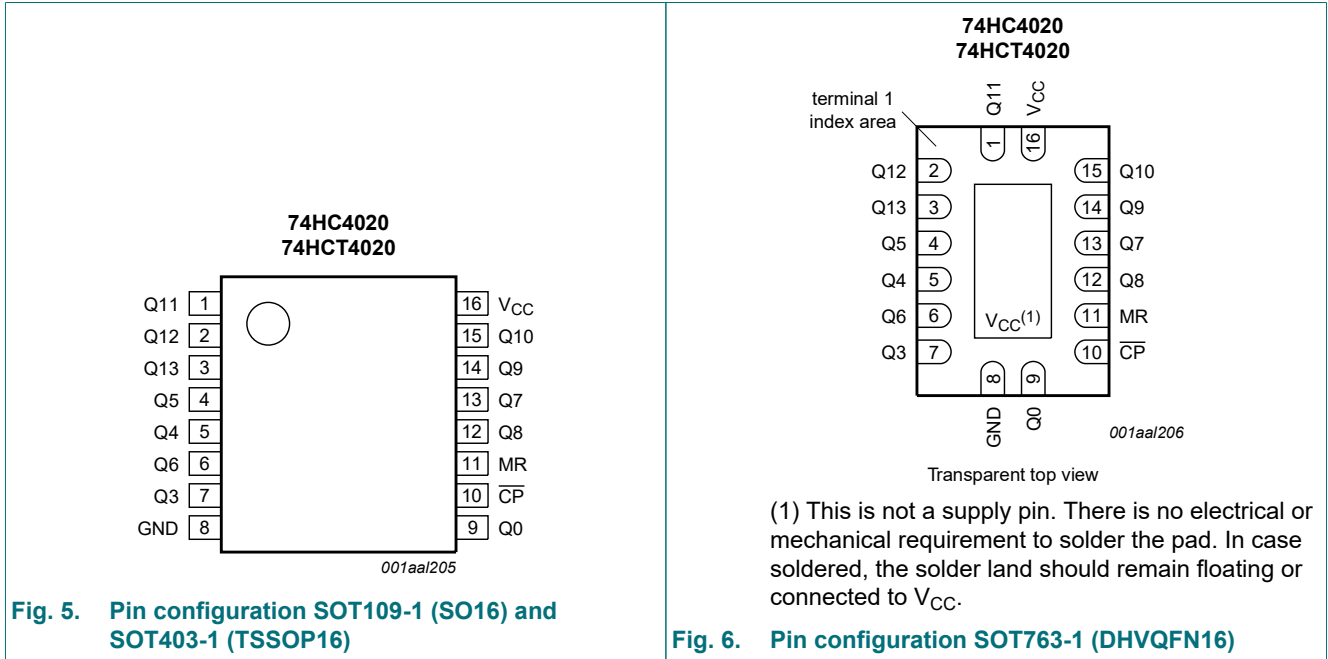 74HC4020
74HCT4020
Q11 1
Q12 2
Q13 3
Q5 4
Q4 5
Q6 6
Q3 7
GND 8
16 VCC
15 Q10
14 Q9
13 Q7
12 Q8
11 MR
10 CP
9 Q0
001aal205
Fig. 5. Pin configuration SOT109-1 (SO16) and
SOT403-1 (TSSOP16)
74HC4020
74HCT4020
terminal 1
index area
Q11
VCC
1
16
Q12 2
Q13 3
Q5 4
Q4 5
Q6 6
Q3 7
15 Q10
14 Q9
13 Q7
12 Q8
11 MR
10 CP
VCC(1)
8
9
GND
Q0
001aal206
Transparent top view
(1) This is not a supply pin. There is no electrical or
mechanical requirement to solder the pad. In case
soldered, the solder land should remain floating or
connected to VCC.
Fig. 6. Pin configuration SOT763-1 (DHVQFN16)